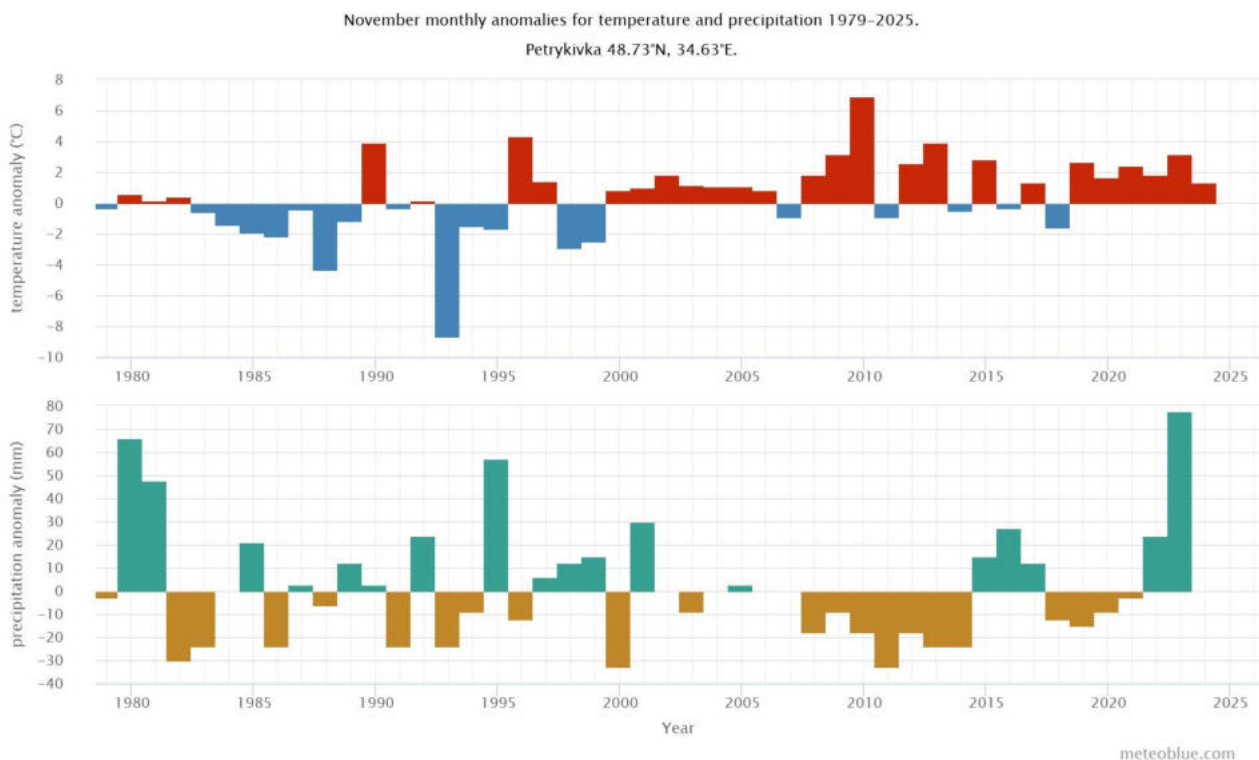 November monthly anomalies for temperature and precipitation 1979–2025.
Petrykivka 48.73°N, 34.63°E.
temperature anomaly (°C)
8
6
4
2
0
-2
-4
-6
-8
-10
1980 1985 1990 1995 2000 2005 2010 2015 2020 2025
precipitation anomaly (mm)
80
70
60
50
40
30
20
10
0
-10
-20
-30
-40
1980 1985 1990 1995 2000 2005 2010 2015 2020 2025
Year
meteoblue.com